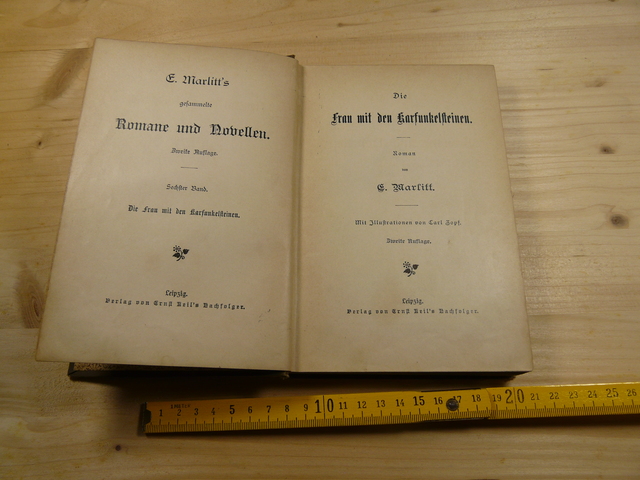 E. Marlitt's
gesammelte
Romane und Novellen.
Zweite Auflage.
Sechster Band.
Die Frau mit den Karfunkelsteinen.
Leipzig.
Verlag von Ernst Keil's Nachfolger.
Die
Frau mit den Karfunkelsteinen.
Roman
von
E. Marlitt.
Mit Illustrationen von Carl Zopf.
Zweite Auflage.
Leipzig.
Verlag von Ernst Keil's Nachfolger.
1 2 3 4 5 6 7 8 9 10 11 12 13 14 15 16 17 18 19 20 21 22 23 24 25 26